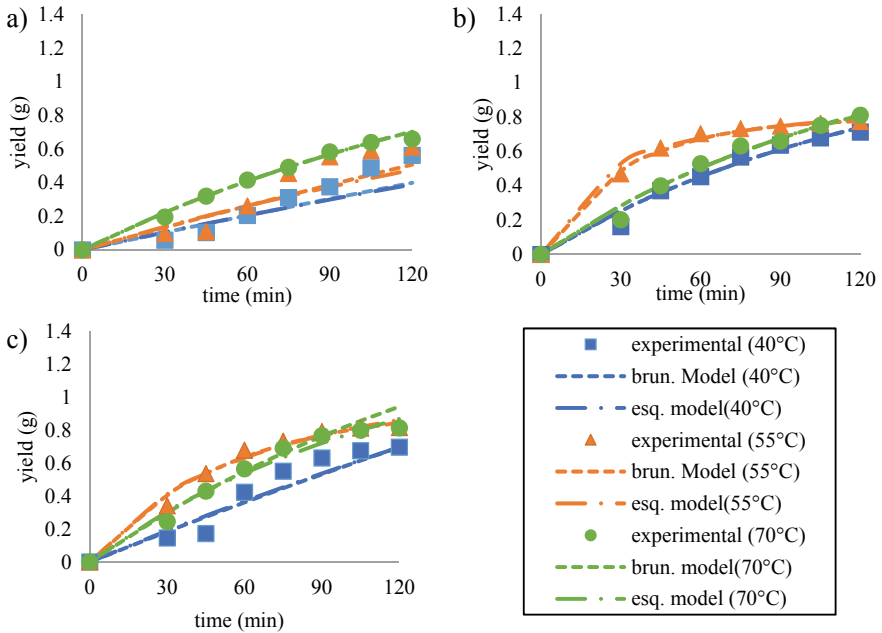 a)
1.4
1.2
1
0.8
0.6
0.4
0.2
0
yield (g)
0 30 60 90 120
time (min)
b)
1.4
1.2
1
0.8
0.6
0.4
0.2
0
yield (g)
0 30 60 90 120
time (min)
c)
1.4
1.2
1
0.8
0.6
0.4
0.2
0
yield (g)
0 30 60 90 120
time (min)
experimental (40°C)
brun. Model (40°C)
esq. model(40°C)
experimental (55°C)
brun. Model (55°C)
esq. model(55°C)
experimental (70°C)
brun. model(70°C)
esq. model (70°C)